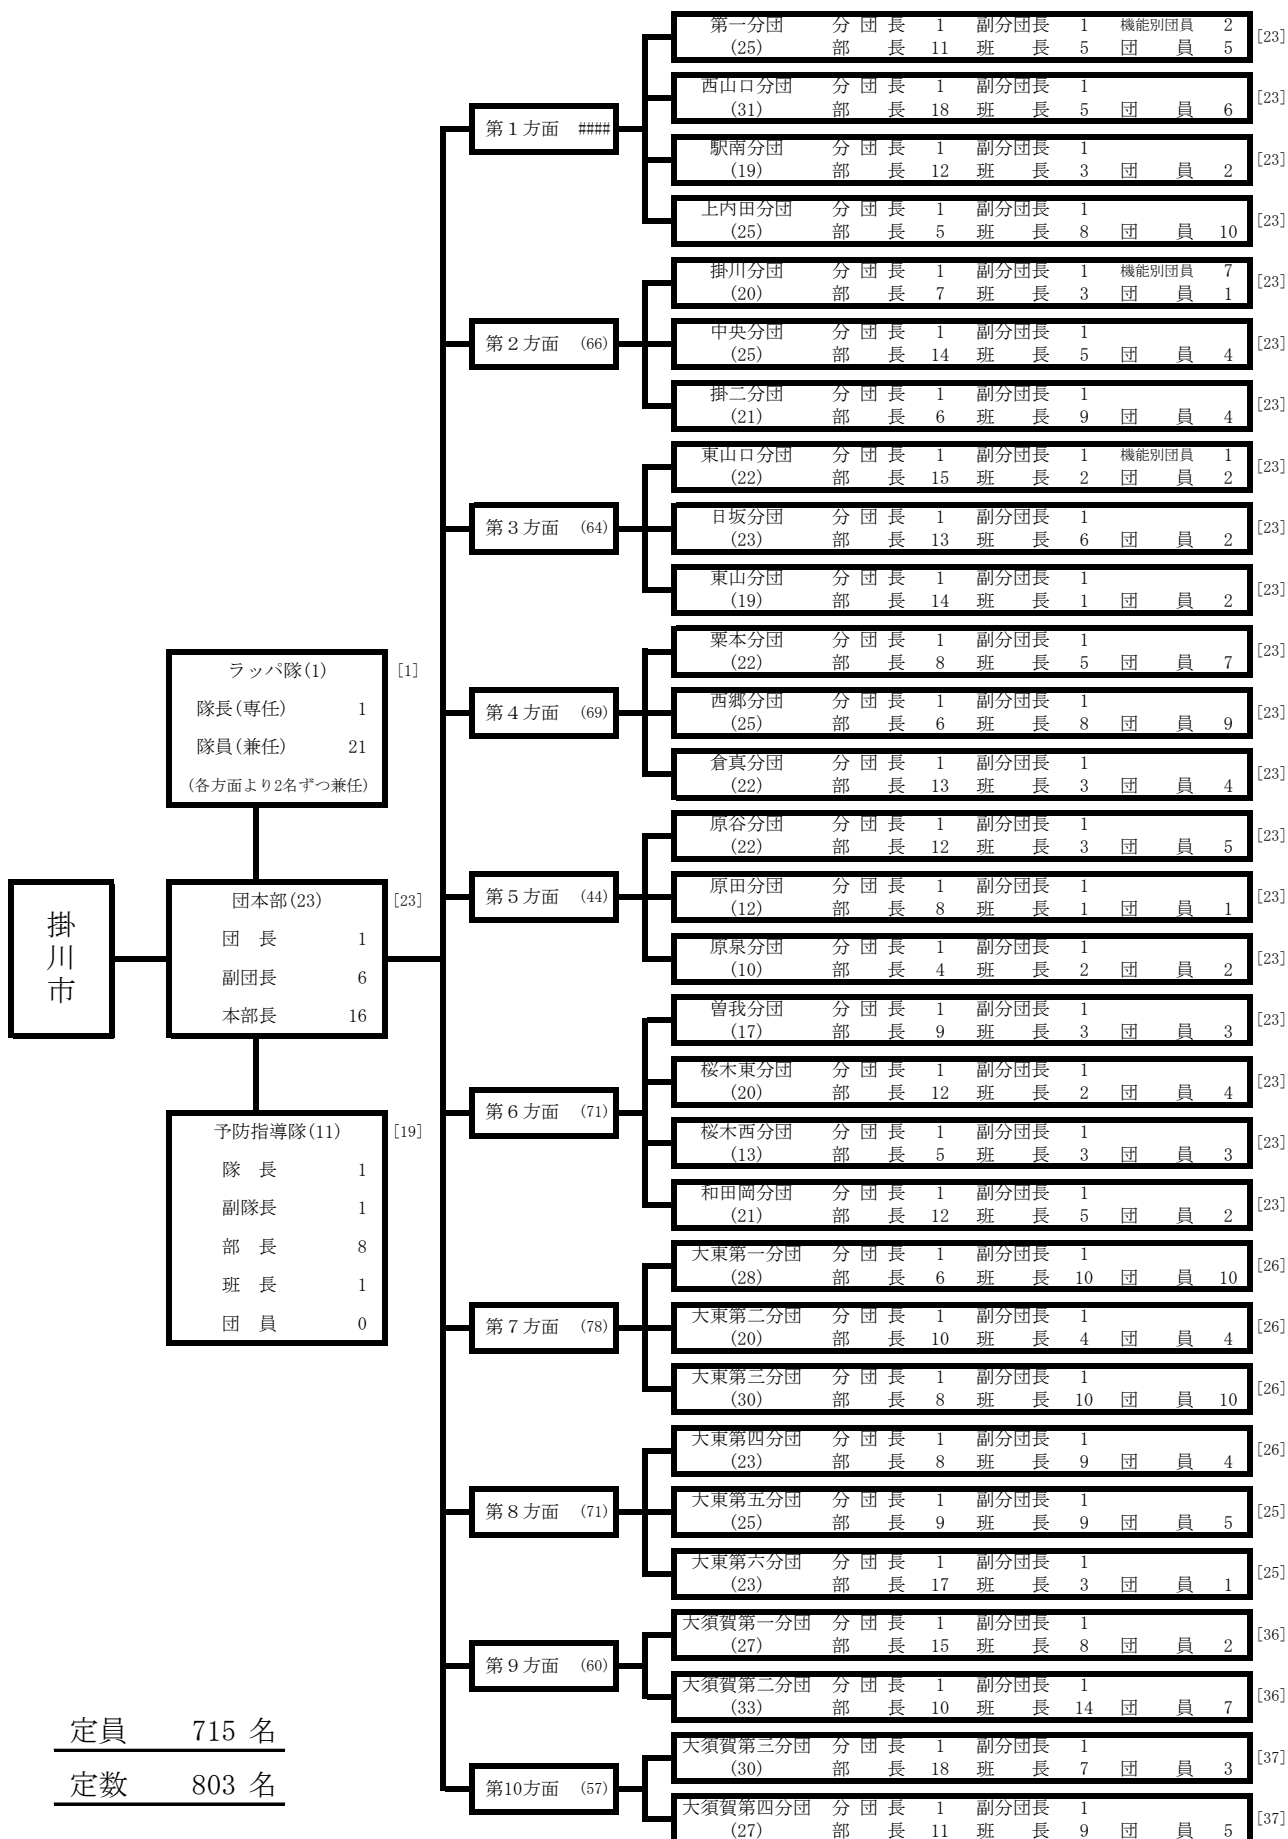 第一分団 分団長 1 副分団長 1 機能別団員 2 [23]
(25) 部長 11 班長 5 団員 5
西山口分団 分団長 1 副分団長 1 [23]
(31) 部長 18 班長 5 団員 6
第1方面 ####
駅南分団 分団長 1 副分団長 1 [23]
(19) 部長 12 班長 3 団員 2
上内田分団 分団長 1 副分団長 1 [23]
(25) 部長 5 班長 8 団員 10
掛川分団 分団長 1 副分団長 1 機能別団員 7 [23]
(20) 部長 7 班長 3 団員 1
第2方面 (66)
中央分団 分団長 1 副分団長 1 [23]
(25) 部長 14 班長 5 団員 4
掛二分団 分団長 1 副分団長 1 [23]
(21) 部長 6 班長 9 団員 4
東山口分団 分団長 1 副分団長 1 機能別団員 1 [23]
(22) 部長 15 班長 2 団員 2
第3方面 (64)
日坂分団 分団長 1 副分団長 1 [23]
(23) 部長 13 班長 6 団員 2
東山分団 分団長 1 副分団長 1 [23]
(19) 部長 14 班長 1 団員 2
粟本分団 分団長 1 副分団長 1 [23]
(22) 部長 8 班長 5 団員 7
第4方面 (69)
西郷分団 分団長 1 副分団長 1 [23]
(25) 部長 6 班長 8 団員 9
倉真分団 分団長 1 副分団長 1 [23]
(22) 部長 13 班長 3 団員 4
原谷分団 分団長 1 副分団長 1 [23]
(22) 部長 12 班長 3 団員 5
第5方面 (44)
原田分団 分団長 1 副分団長 1 [23]
(12) 部長 8 班長 1 団員 1
原泉分団 分団長 1 副分団長 1 [23]
(10) 部長 4 班長 2 団員 2
曽我分団 分団長 1 副分団長 1 [23]
(17) 部長 9 班長 3 団員 3
桜木東分団 分団長 1 副分団長 1 [23]
(20) 部長 12 班長 2 団員 4
第6方面 (71)
桜木西分団 分団長 1 副分団長 1 [23]
(13) 部長 5 班長 3 団員 3
和田岡分団 分団長 1 副分団長 1 [23]
(21) 部長 12 班長 5 団員 2
大東第一分団 分団長 1 副分団長 1 [26]
(28) 部長 6 班長 10 団員 10
第7方面 (78)
大東第二分団 分団長 1 副分団長 1 [26]
(20) 部長 10 班長 4 団員 4
大東第三分団 分団長 1 副分団長 1 [26]
(30) 部長 8 班長 10 団員 10
大東第四分団 分団長 1 副分団長 1 [26]
(23) 部長 8 班長 9 団員 4
第8方面 (71)
大東第五分団 分団長 1 副分団長 1 [25]
(25) 部長 9 班長 9 団員 5
大東第六分団 分団長 1 副分団長 1 [25]
(23) 部長 17 班長 3 団員 1
大須賀第一分団 分団長 1 副分団長 1 [36]
(27) 部長 15 班長 8 団員 2
第9方面 (60)
大須賀第二分団 分団長 1 副分団長 1 [36]
(33) 部長 10 班長 14 団員 7
大須賀第三分団 分団長 1 副分団長 1 [37]
(30) 部長 18 班長 7 団員 3
第10方面 (57)
大須賀第四分団 分団長 1 副分団長 1 [37]
(27) 部長 11 班長 9 団員 5
ラッパ隊(1) [1]
隊長(専任) 1
隊員(兼任) 21
(各方面より2名ずつ兼任)
掛川市
団本部(23) [23]
団長 1
副団長 6
本部長 16
予防指導隊(11) [19]
隊長 1
副隊長 1
部長 8
班長 1
団員 0
定員 715 名
定数 803 名